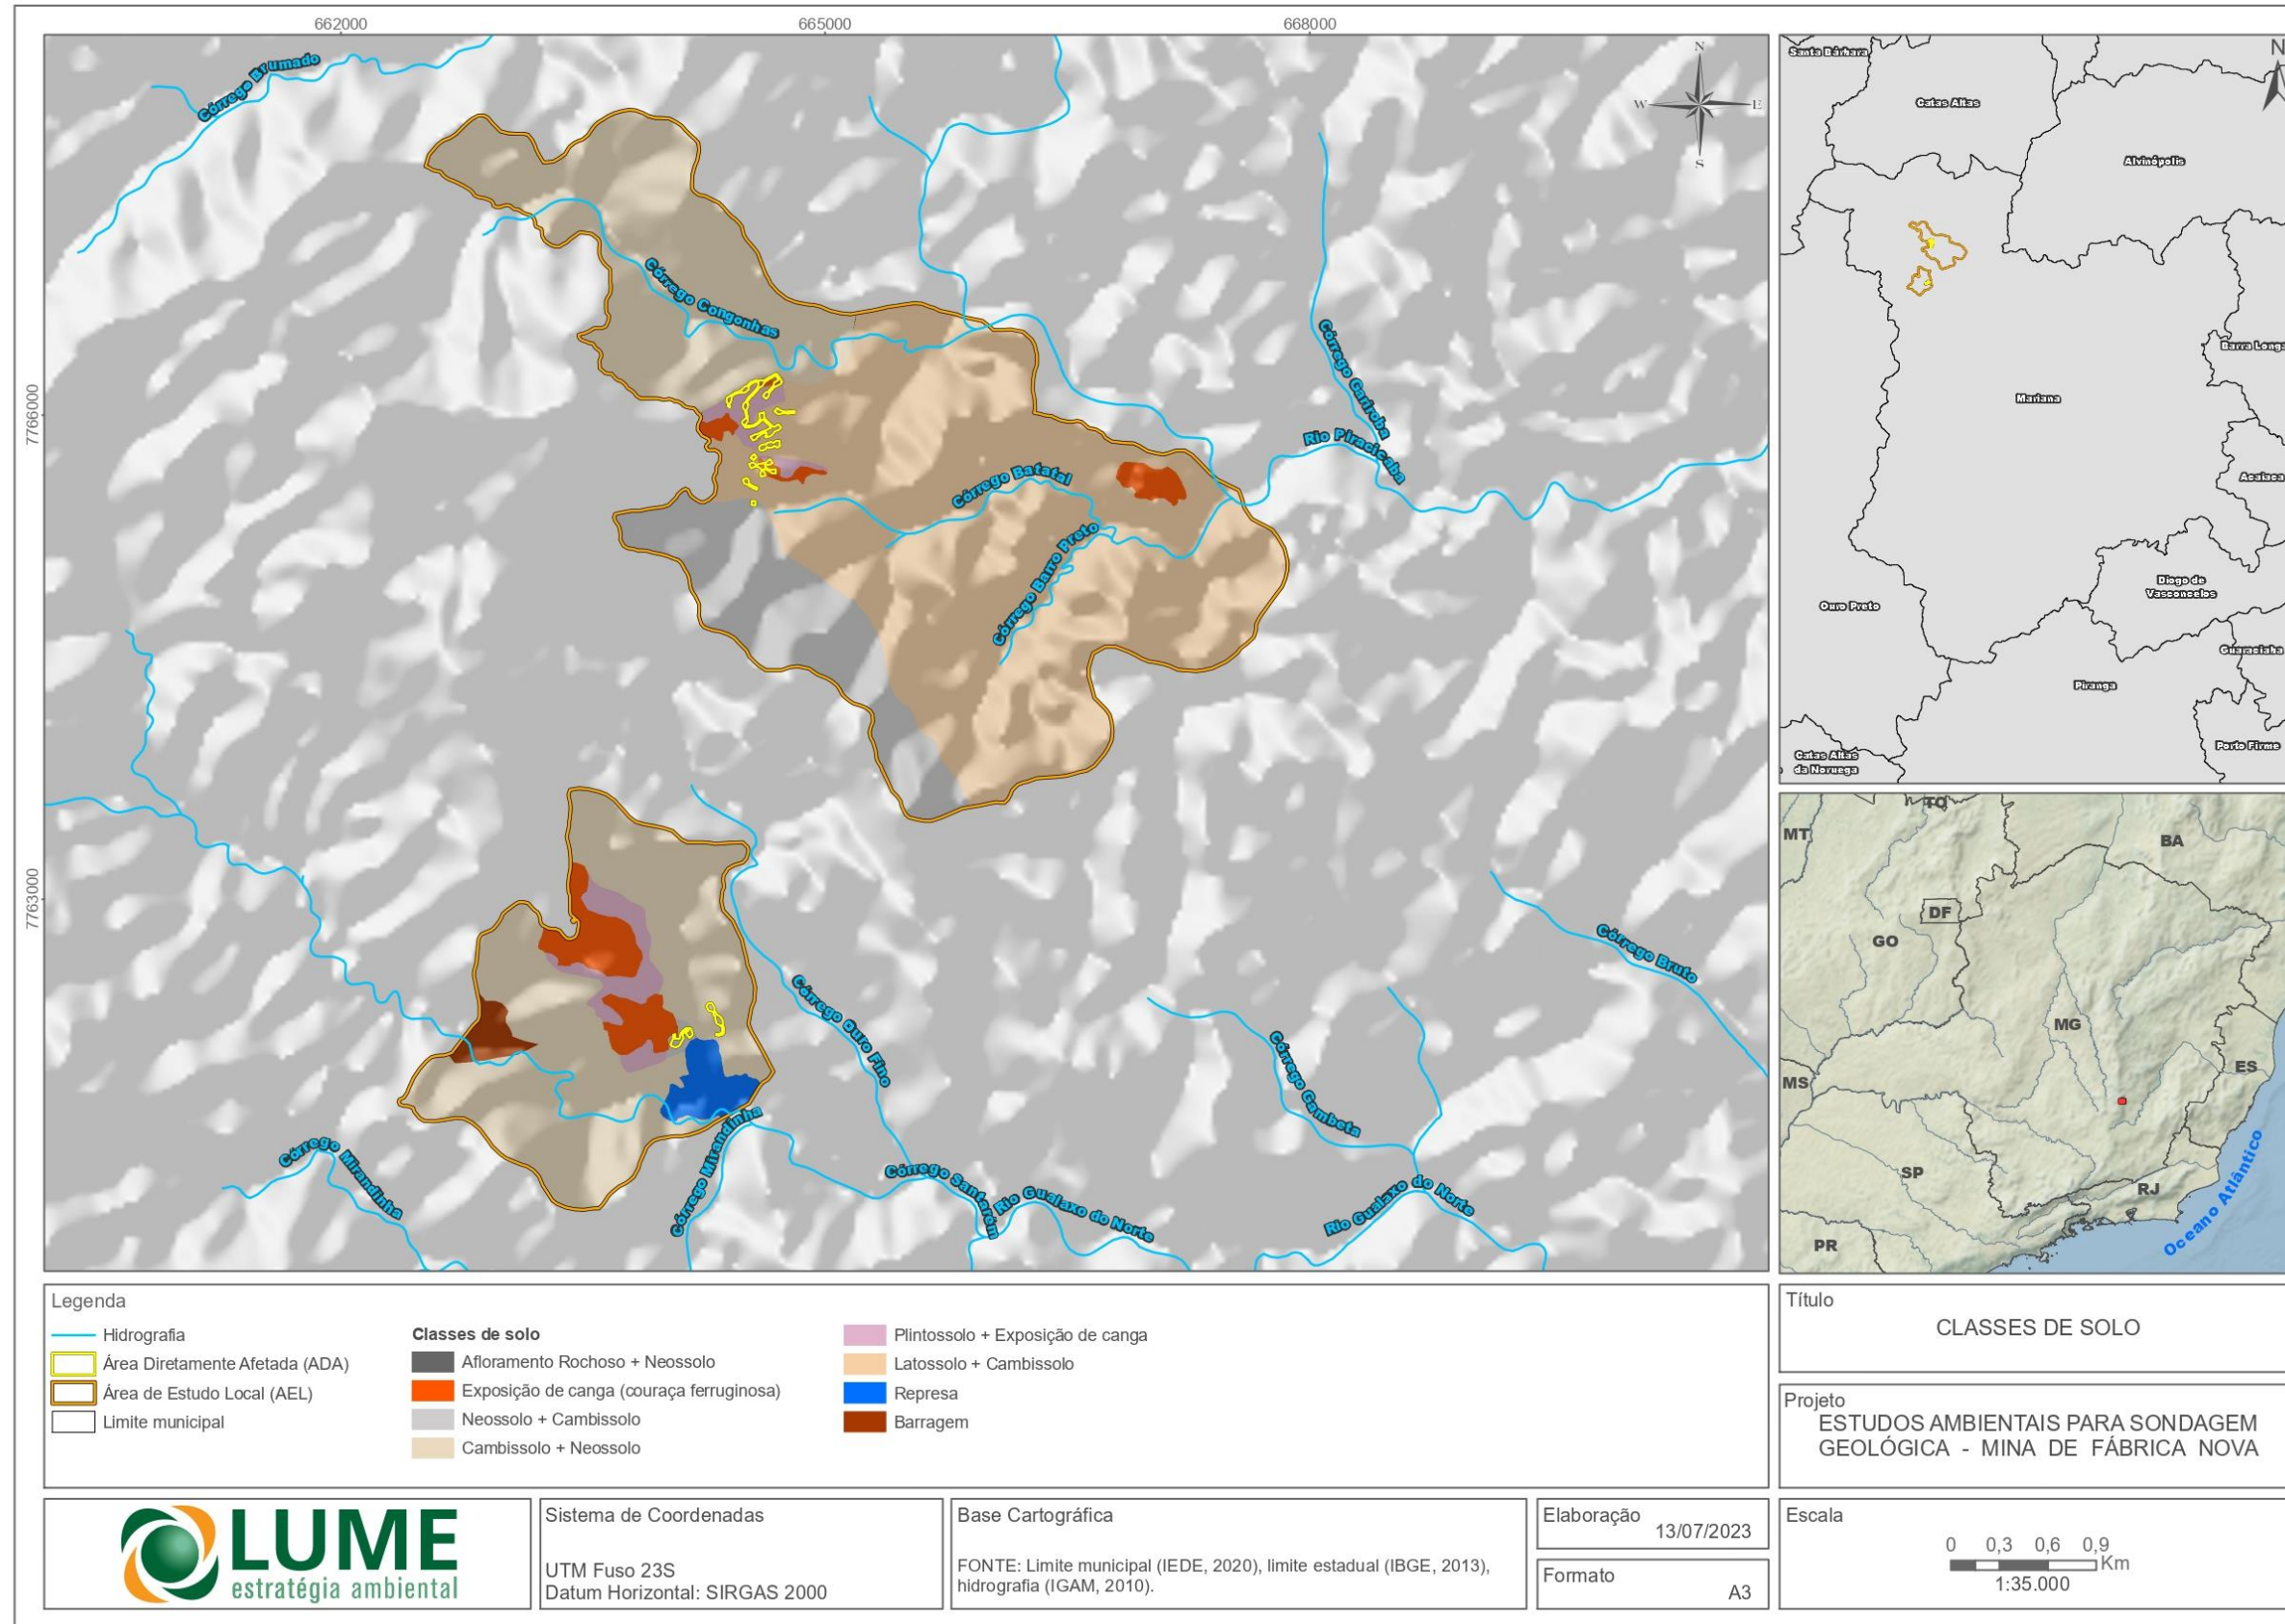 662000
665000
668000
7766000
7763000
Córrego Brumado
Córrego Congonhas
Córrego Batatal
Córrego Barro Preto
Córrego Gariroba
Rio Piracicaba
Córrego Ouro Fino
Córrego Bruto
Córrego Gambeta
Córrego Mirandinha
Córrego Mirandinha
Córrego Santarém
Rio Gualaxo do Norte
Rio Gualaxo do Norte
N
W
E
S
N
Santa Bárbara
Catas Altas
Alvinópolis
Barra Longa
Mariana
Acaiaca
Diogo de
Vasconcelos
Ouro Preto
Guaraciaba
Piranga
Porto Firme
Catas Altas
da Noruega
TO
MT
BA
DF
GO
MG
ES
MS
SP
RJ
PR
Oceano Atlântico
Legenda
Hidrografia
Área Diretamente Afetada (ADA)
Área de Estudo Local (AEL)
Limite municipal
Classes de solo
Afloramento Rochoso + Neossolo
Exposição de canga (couraça ferruginosa)
Neossolo + Cambissolo
Cambissolo + Neossolo
Plintossolo + Exposição de canga
Latossolo + Cambissolo
Represa
Barragem
Título
CLASSES DE SOLO
Projeto
ESTUDOS AMBIENTAIS PARA SONDAGEM
GEOLÓGICA - MINA DE FÁBRICA NOVA
LUME
estratégia ambiental
Sistema de Coordenadas
UTM Fuso 23S
Datum Horizontal: SIRGAS 2000
Base Cartográfica
FONTE: Limite municipal (IEDE, 2020), limite estadual (IBGE, 2013),
hidrografia (IGAM, 2010).
Elaboração
13/07/2023
Formato
A3
Escala
0 0,3 0,6 0,9
Km
1:35.000